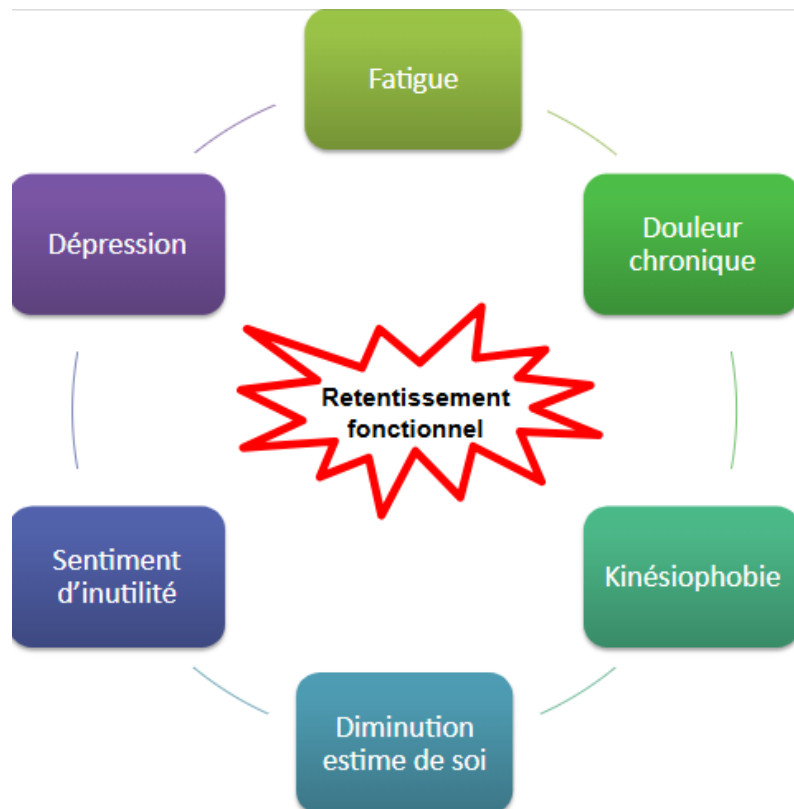 Fatigue
Douleur
chronique
Kinésiophobie
Diminution
estime de soi
Sentiment
d’inutilité
Dépression
Retentissement
fonctionnel